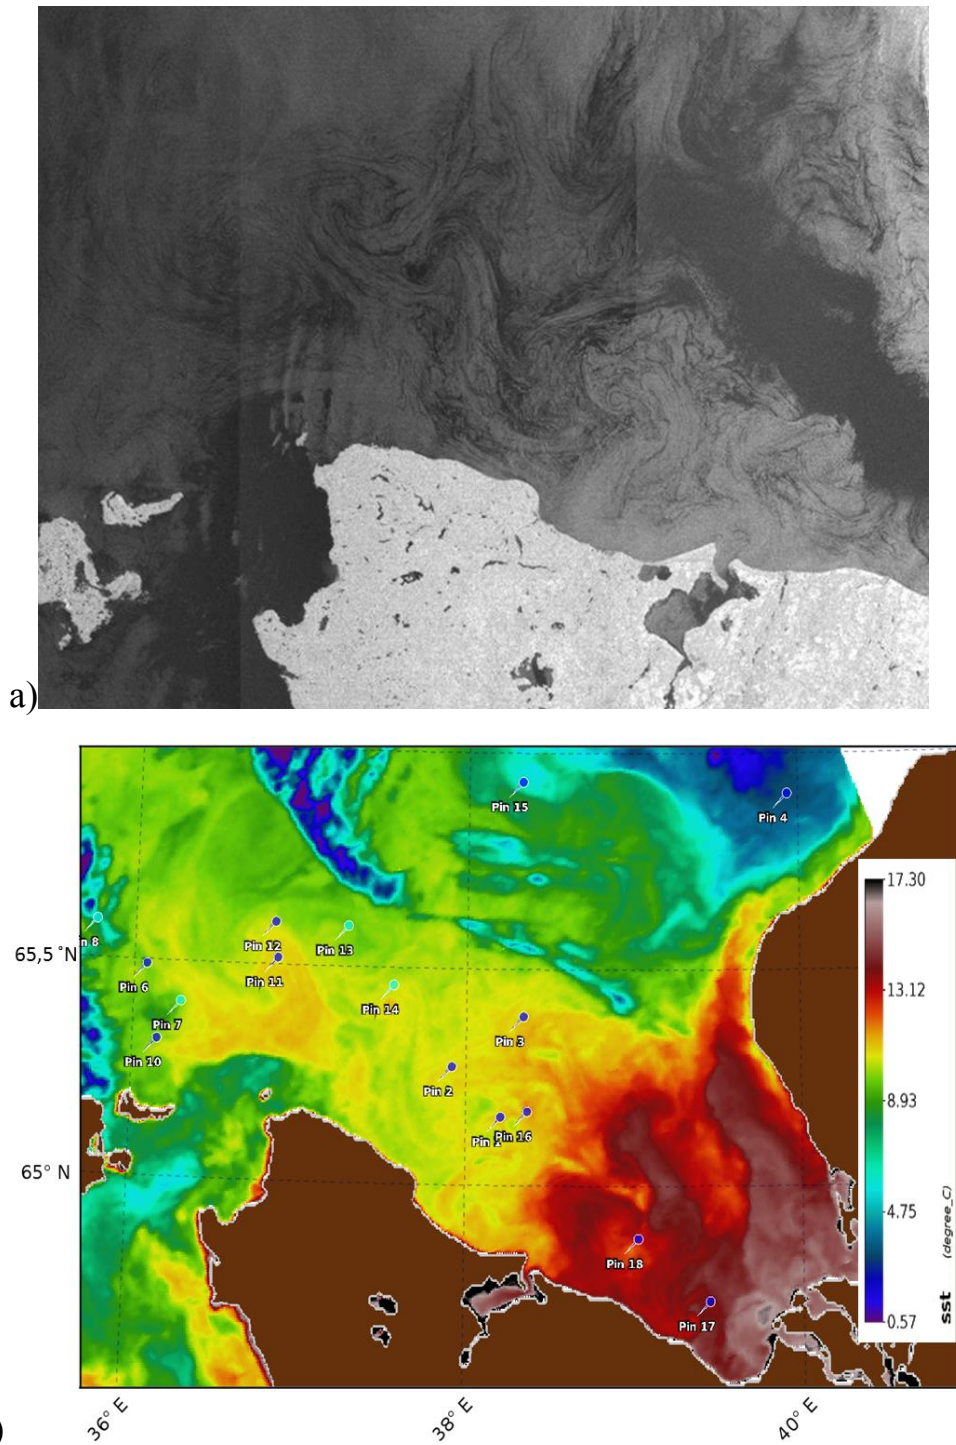 a)
Pin 15
Pin 4
17.30
Pin 12
Pin 13
65,5 °N
Pin 11
Pin 6
13.12
Pin 14
Pin 7
Pin 3
Pin 10
Pin 2
8.93
Pin 16
65° N
4.75
(degree_C)
Pin 18
sst
0.57
Pin 17
)
36° E
38° E
40° E